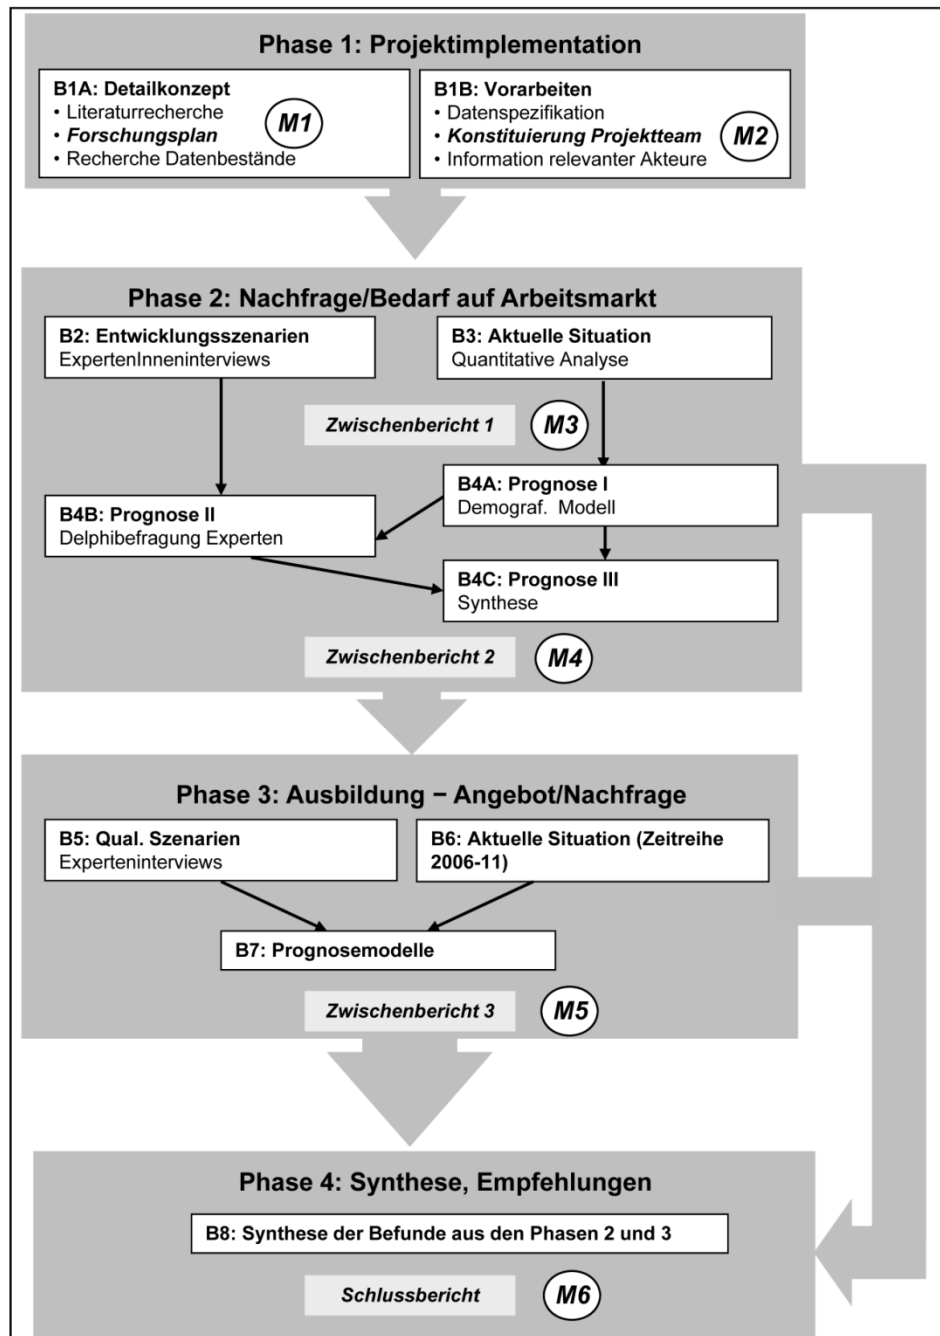 Phase 1: Projektimplementation
B1A: Detailkonzept
• Literaturrecherche
• Forschungsplan
• Recherche Datenbestände
M1
B1B: Vorarbeiten
• Datenspezifikation
• Konstituierung Projektteam
• Information relevanter Akteure
M2
Phase 2: Nachfrage/Bedarf auf Arbeitsmarkt
B2: Entwicklungsszenarien
ExpertenInneninterviews
B3: Aktuelle Situation
Quantitative Analyse
Zwischenbericht 1
M3
B4A: Prognose I
Demograf. Modell
B4B: Prognose II
Delphibefragung Experten
B4C: Prognose III
Synthese
Zwischenbericht 2
M4
Phase 3: Ausbildung – Angebot/Nachfrage
B5: Qual. Szenarien
Experteninterviews
B6: Aktuelle Situation (Zeitreihe
2006-11)
B7: Prognosemodelle
Zwischenbericht 3
M5
Phase 4: Synthese, Empfehlungen
B8: Synthese der Befunde aus den Phasen 2 und 3
Schlussbericht
M6